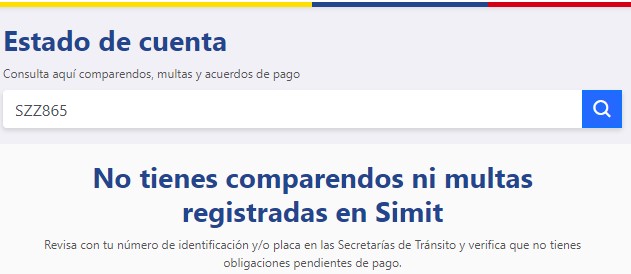 Estado de cuenta
Consulta aquí comparendos, multas y acuerdos de pago
SZZ865
No tienes comparendos ni multas
registradas en Simit
Revisa con tu número de identificación y/o placa en las Secretarías de Tránsito y verifica que no tienes
obligaciones pendientes de pago.